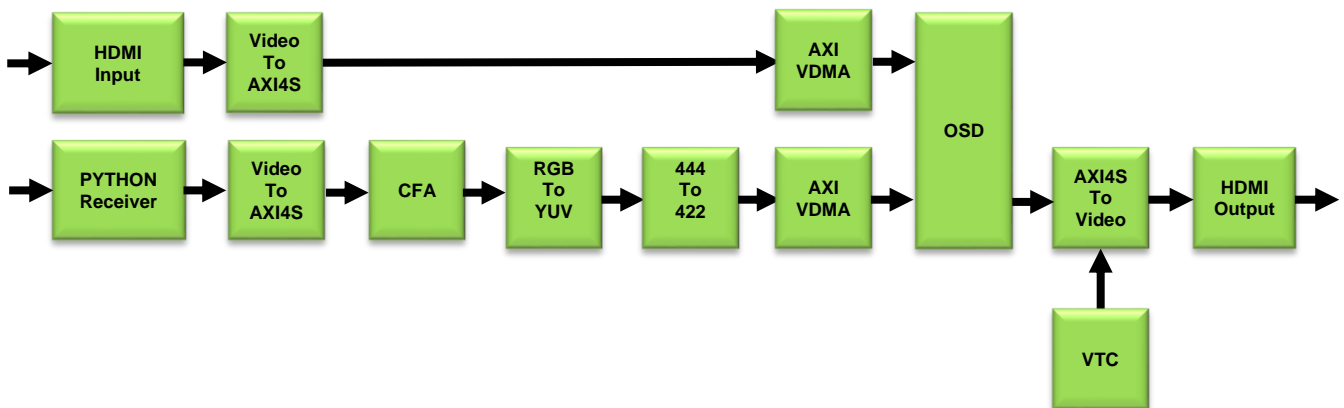 HDMI
Input
Video
To
AXI4S
AXI
VDMA
OSD
PYTHON
Receiver
Video
To
AXI4S
CFA
RGB
To
YUV
444
To
422
AXI
VDMA
AXI4S
To
Video
HDMI
Output
VTC